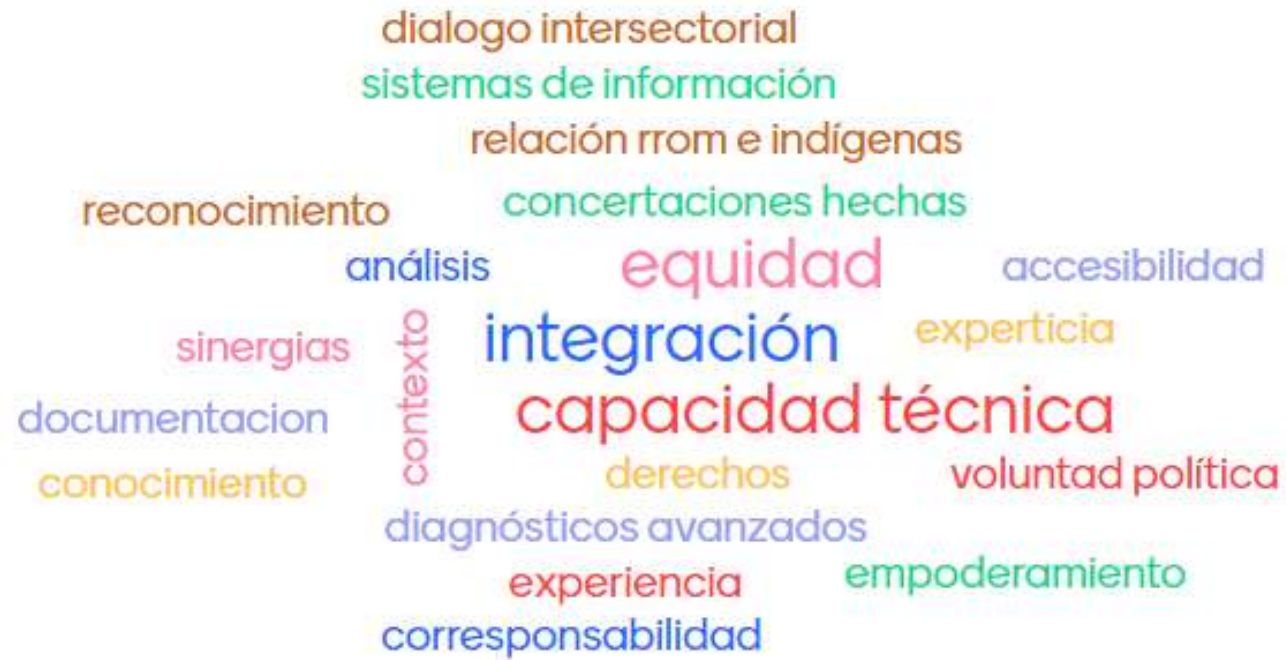 dialogo intersectorial
sistemas de información
relación rrom e indígenas
reconocimiento
concertaciones hechas
análisis
equidad
accesibilidad
sinergias
contexto
integración
experticia
documentacion
capacidad técnica
conocimiento
derechos
voluntad política
diagnósticos avanzados
experiencia
empoderamiento
corresponsabilidad